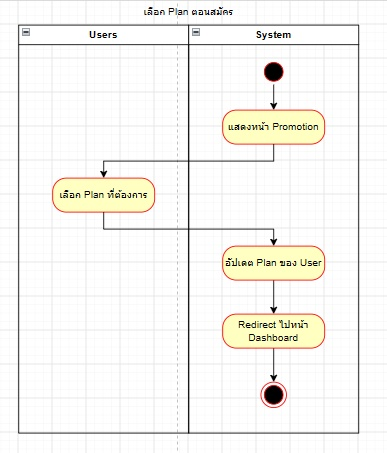 เลือก Plan ตอนสมัคร
Users
System
แสดงหน้า Promotion
เลือก Plan ที่ต้องการ
อัปเดต Plan ของ User
Redirect ไปหน้า
Dashboard